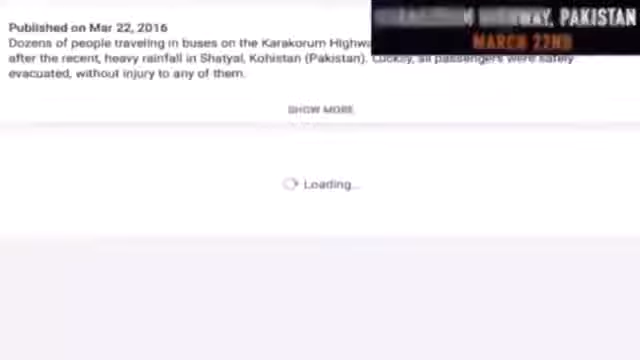 Published on Mar 22, 2016
HIGHWAY, PAKISTAN
MARCH 22ND
Dozens of people traveling in buses on the Karakorum Highwa
after the recent, heavy rainfall in Shatyal, Kohistan (Pakistan). Luckily, all passengers were safely
evacuated, without injury to any of them.
SHOW MORE
Loading...